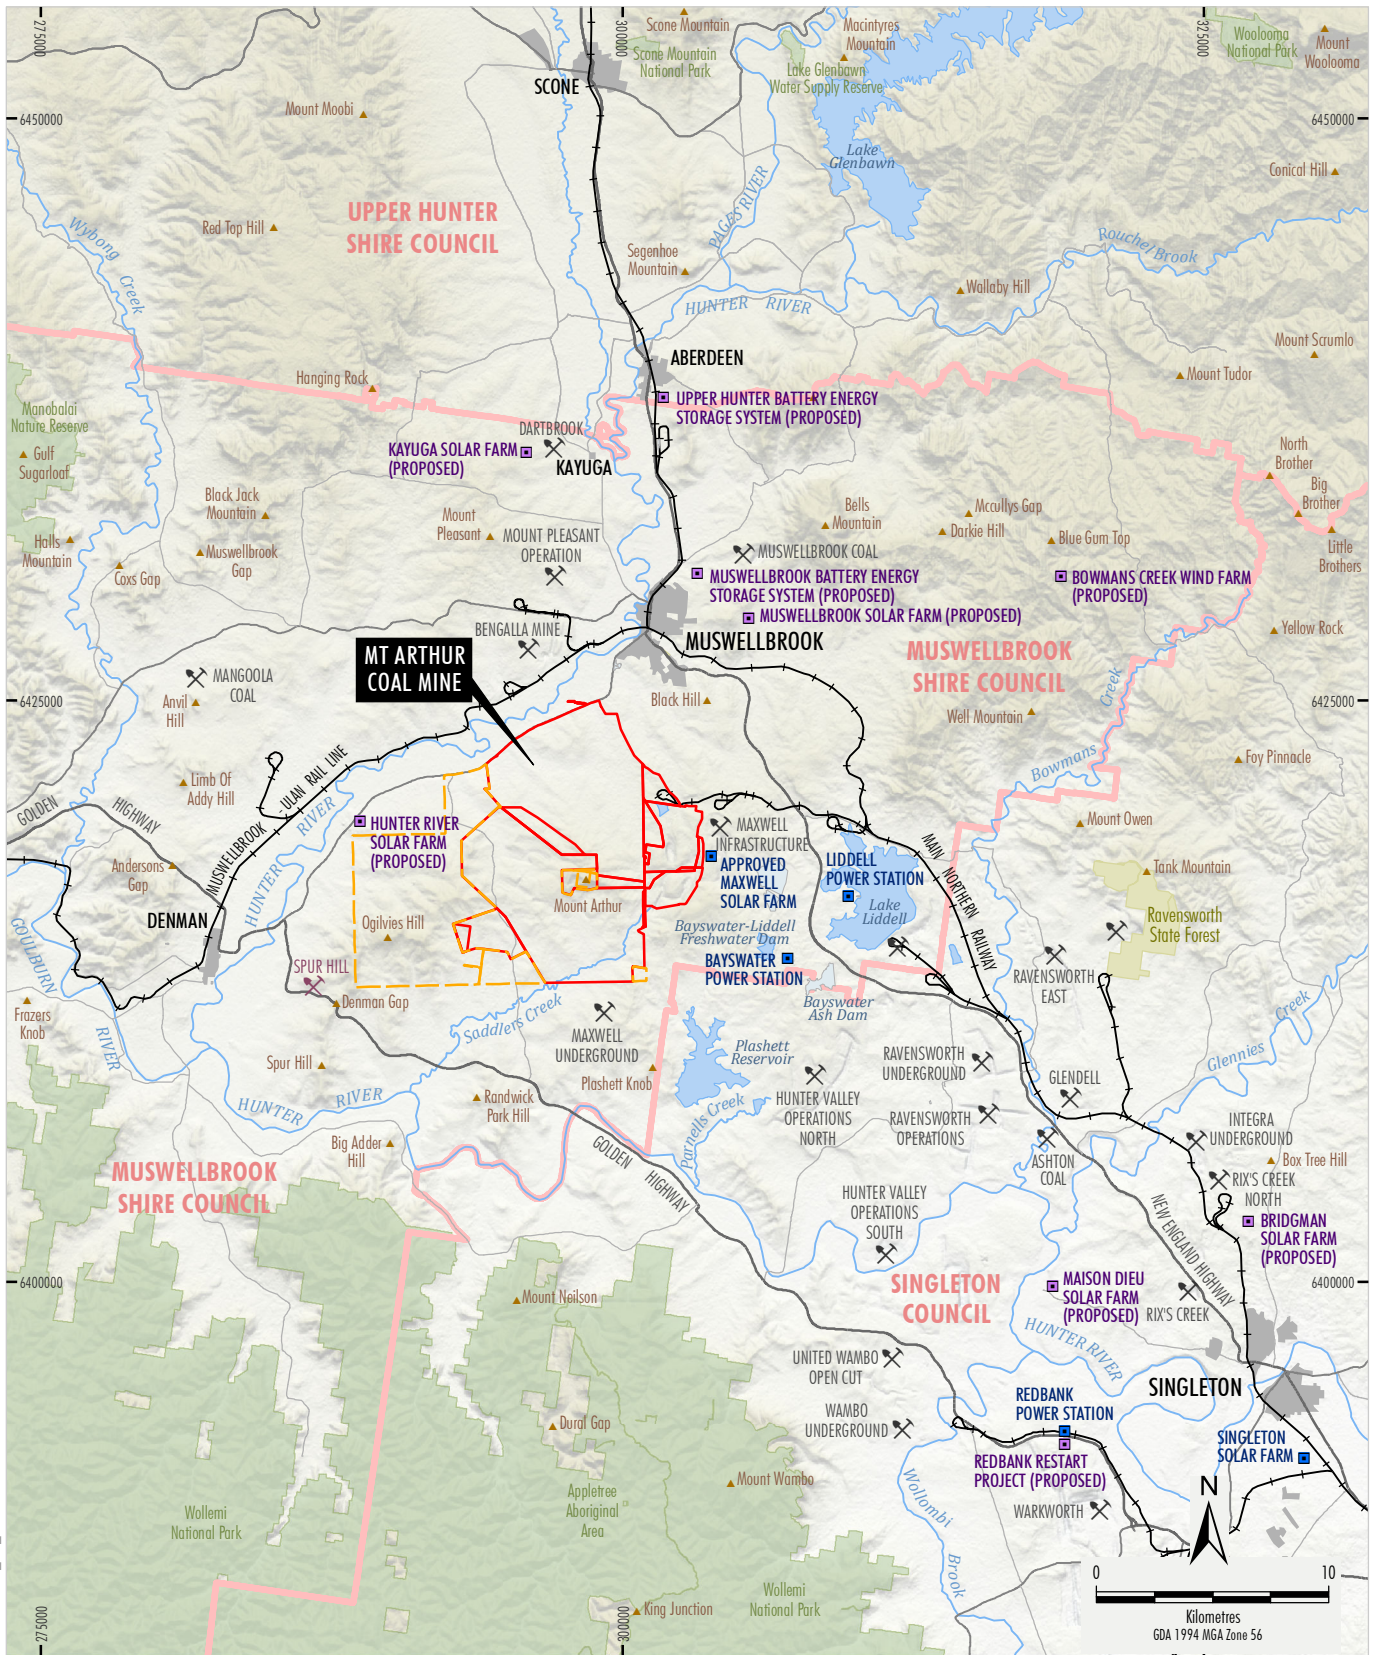 275000
300000
325000
Scone Mountain
Macintyres
Mountain
Woolooma
National Park
Mount
Woolooma
Scone Mountain
National Park
Lake Glenbawn
Water Supply Reserve
SCONE
Mount Moobi
6450000
6450000
Lake
Glenbawn
Conical Hill
UPPER HUNTER
SHIRE COUNCIL
PAGES RIVER
Red Top Hill
Wybong
Creek
Segenhoe
Mountain
Rouchel Brook
Wallaby Hill
HUNTER RIVER
Mount Scrumlo
ABERDEEN
Hanging Rock
Mount Tudor
Manobalai
Nature Reserve
UPPER HUNTER BATTERY ENERGY
STORAGE SYSTEM (PROPOSED)
DARTBROOK
KAYUGA SOLAR FARM
(PROPOSED)
KAYUGA
Gulf
Sugarloaf
North
Brother
Big
Brother
Black Jack
Mountain
Mount
Pleasant
MOUNT PLEASANT
OPERATION
Bells
Mountain
Mccullys Gap
Darkie Hill
Blue Gum Top
Halls
Mountain
Muswellbrook
Gap
Coxs Gap
MUSWELLBROOK COAL
Little
Brothers
MUSWELLBROOK BATTERY ENERGY
STORAGE SYSTEM (PROPOSED)
BOWMANS CREEK WIND FARM
(PROPOSED)
MUSWELLBROOK SOLAR FARM (PROPOSED)
BENGALLA MINE
MUSWELLBROOK
Yellow Rock
MT ARTHUR
COAL MINE
MUSWELLBROOK
SHIRE COUNCIL
MANGOOLA
COAL
Anvil
Hill
Black Hill
6425000
6425000
Well Mountain
Bowmans
Creek
Foy Pinnacle
Limb Of
Addy Hill
GOLDEN
HIGHWAY
MUSWELLBROOK
-ULAN RAIL LINE
HUNTER
RIVER
HUNTER RIVER
SOLAR FARM
(PROPOSED)
MAXWELL
INFRASTRUCTURE
Mount Owen
MAIN
NORTHERN
RAILWAY
APPROVED
MAXWELL
SOLAR FARM
LIDDELL
POWER STATION
Andersons
Gap
Tank Mountain
Mount Arthur
Lake
Liddell
DENMAN
Ogilvies Hill
Bayswater-Liddell
Freshwater Dam
Ravensworth
State Forest
GOULBURN
RIVER
SPUR HILL
BAYSWATER
POWER STATION
RAVENSWORTH
EAST
Denman Gap
Bayswater
Ash Dam
Frazers
Knob
Saddlers Creek
MAXWELL
UNDERGROUND
Plashett
Reservoir
RAVENSWORTH
UNDERGROUND
Glennies
Creek
Spur Hill
Plashett Knob
GLENDELL
HUNTER RIVER
Randwick
Park Hill
HUNTER VALLEY
OPERATIONS
NORTH
RAVENSWORTH
OPERATIONS
INTEGRA
UNDERGROUND
Parnells Creek
Big Adder
Hill
GOLDEN
HIGHWAY
ASHTON
COAL
Box Tree Hill
MUSWELLBROOK
SHIRE COUNCIL
RIX'S CREEK
NORTH
HUNTER VALLEY
OPERATIONS
SOUTH
NEW ENGLAND HIGHWAY
BRIDGMAN
SOLAR FARM
(PROPOSED)
6400000
6400000
SINGLETON
COUNCIL
MAISON DIEU
SOLAR FARM
(PROPOSED)
RIX'S CREEK
Mount Neilson
HUNTER RIVER
UNITED WAMBO
OPEN CUT
SINGLETON
REDBANK
POWER STATION
WAMBO
UNDERGROUND
Dural Gap
SINGLETON
SOLAR FARM
REDBANK RESTART
PROJECT (PROPOSED)
Mount Wambo
Wollombi
Brook
Appletree
Aboriginal
Area
N
WARKWORTH
Wollemi
National Park
0
10
Kilometres
GDA 1994 MGA Zone 56
Wollemi
National Park
King Junction
275000
300000